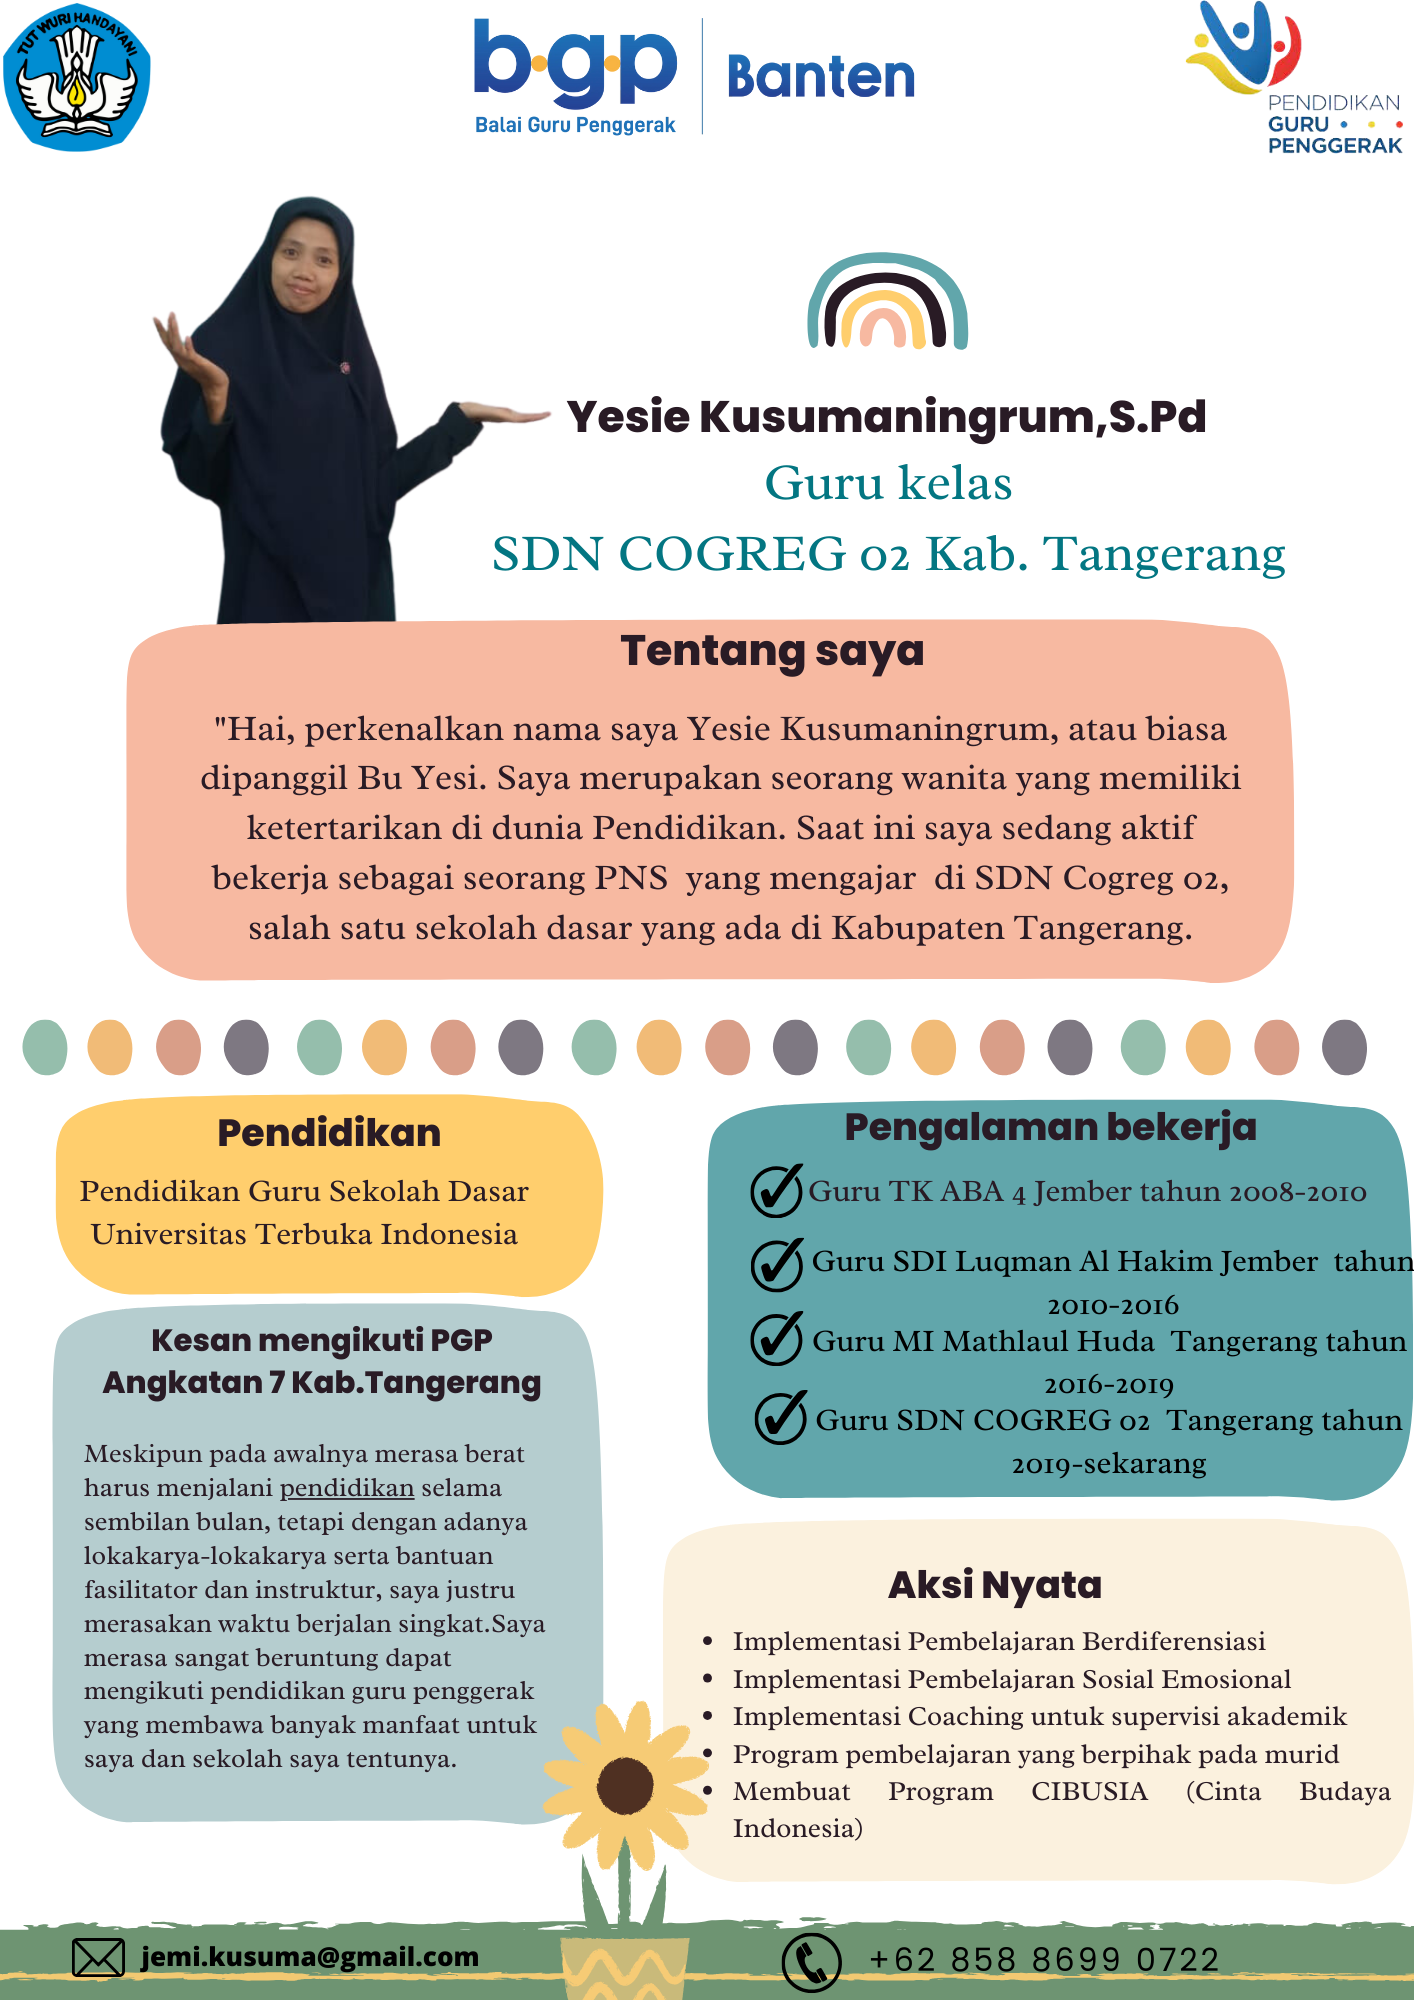 TUT WURI HANDAYANI
bgp
Balai Guru Penggerak
Banten
PENDIDIKAN
GURU
PENGGERAK
Yesie Kusumaningrum,S.Pd
Guru kelas
SDN COGREG 02 Kab. Tangerang
Tentang saya
"Hai, perkenalkan nama saya Yesie Kusumaningrum, atau biasa
dipanggil Bu Yesi. Saya merupakan seorang wanita yang memiliki
ketertarikan di dunia Pendidikan. Saat ini saya sedang aktif
bekerja sebagai seorang PNS  yang mengajar  di SDN Cogreg 02,
salah satu sekolah dasar yang ada di Kabupaten Tangerang.
Pendidikan
Pendidikan Guru Sekolah Dasar
Universitas Terbuka Indonesia
Kesan mengikuti PGP
Angkatan 7 Kab.Tangerang
Meskipun pada awalnya merasa berat
harus menjalani pendidikan selama
sembilan bulan, tetapi dengan adanya
lokakarya-lokakarya serta bantuan
fasilitator dan instruktur, saya justru
merasakan waktu berjalan singkat.Saya
merasa sangat beruntung dapat
mengikuti pendidikan guru penggerak
yang membawa banyak manfaat untuk
saya dan sekolah saya tentunya.
Pengalaman bekerja
Guru TK ABA 4 Jember tahun 2008-2010
Guru SDI Luqman Al Hakim Jember  tahun
2010-2016
Guru MI Mathlaul Huda  Tangerang tahun
2016-2019
Guru SDN COGREG 02  Tangerang tahun
2019-sekarang
Aksi Nyata
• Implementasi Pembelajaran Berdiferensiasi
• Implementasi Pembelajaran Sosial Emosional
• Implementasi Coaching untuk supervisi akademik
• Program pembelajaran yang berpihak pada murid
• Membuat Program CIBUSIA (Cinta Budaya
Indonesia)
jemi.kusuma@gmail.com
+62 858 8699 0722